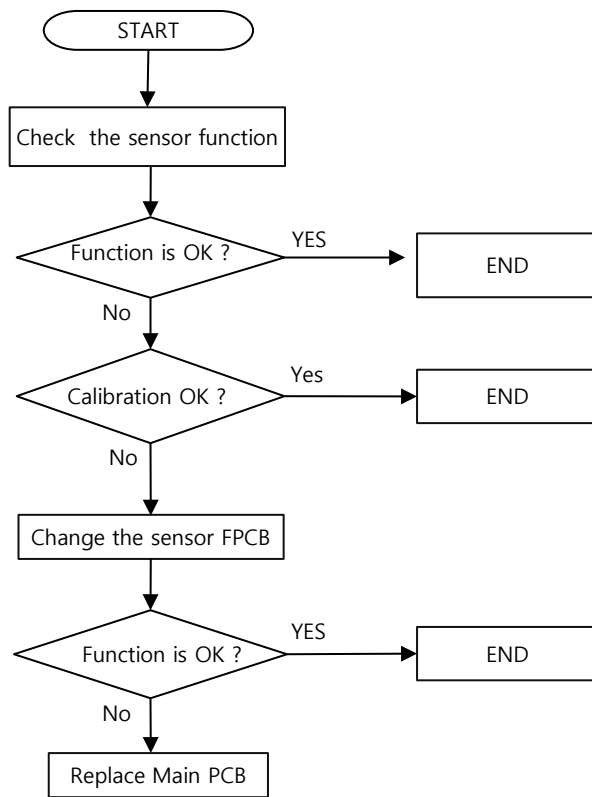 START
Check the sensor function
Function is OK ?
YES
END
No
Calibration OK ?
Yes
END
No
Change the sensor FPCB
Function is OK ?
YES
END
No
Replace Main PCB